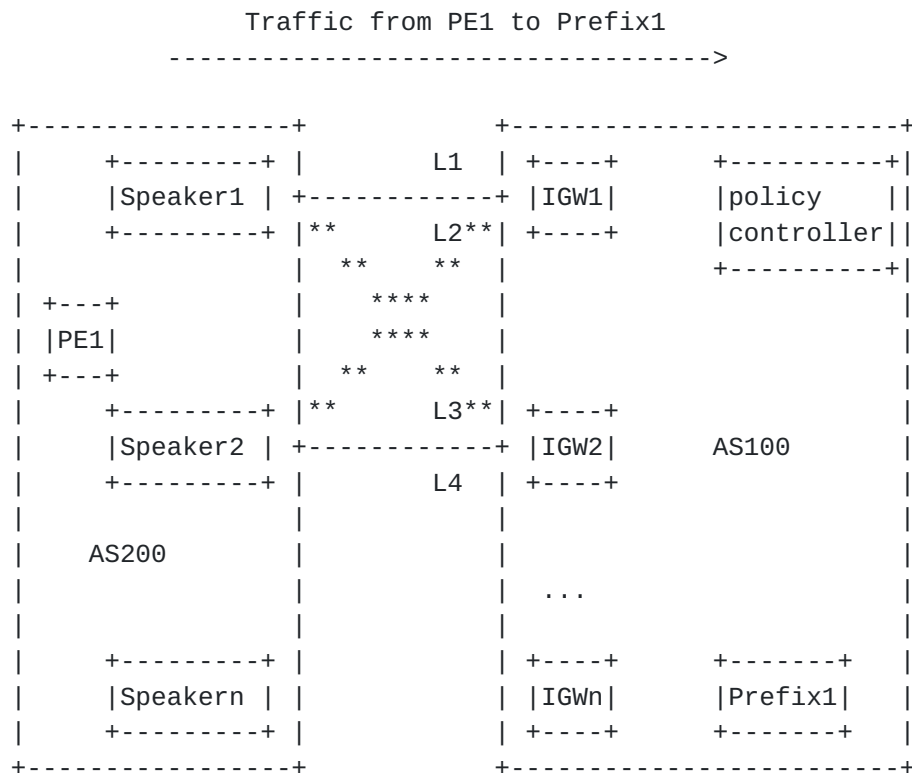 Traffic from PE1 to Prefix1
----------------------------------->
+-----------------+ +-------------------------+
| +---------+ | L1 | +----+ +----------+|
| |Speaker1 | +------------+ |IGW1| |policy ||
| +---------+ |** L2**| +----+ |controller||
| | ** ** | +----------+|
| +---+ | **** | |
| |PE1| | **** | |
| +---+ | ** ** | |
| +---------+ |** L3**| +----+ |
| |Speaker2 | +------------+ |IGW2| AS100 |
| +---------+ | L4 | +----+ |
| | | |
| AS200 | | |
| | | ... |
| | | |
| +---------+ | | +----+ +-------+ |
| |Speakern | | | |IGWn| |Prefix1| |
| +---------+ | | +----+ +-------+ |
+-----------------+ +-------------------------+